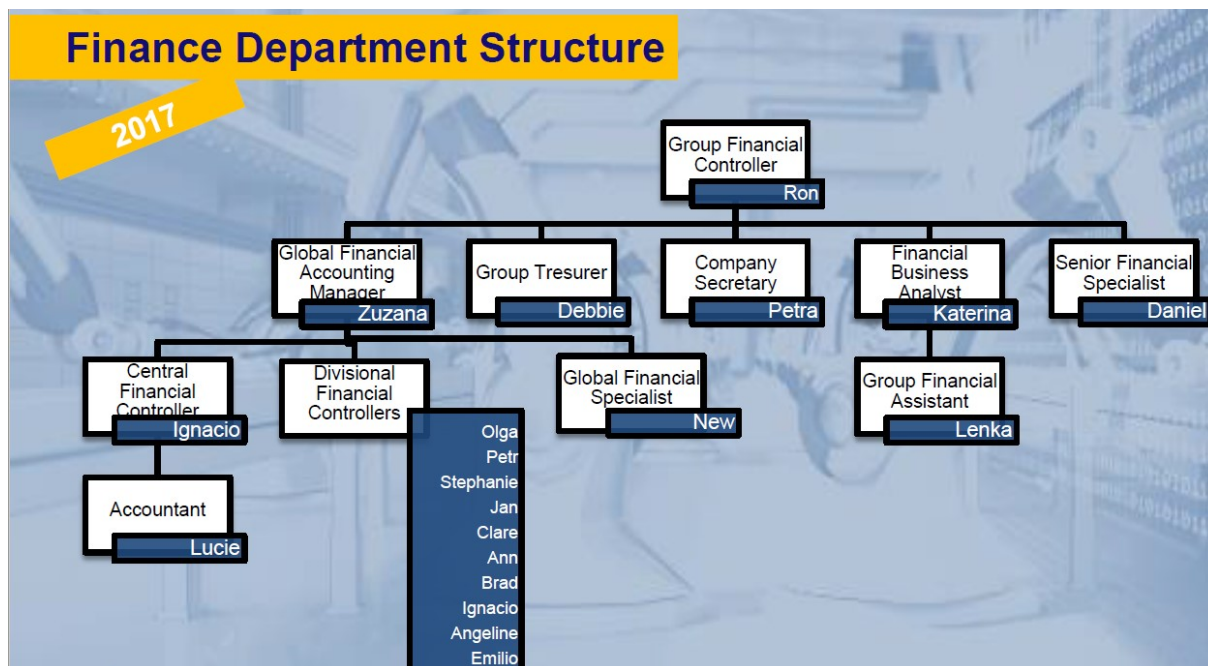 Finance Department Structure
2017
Group Financial
Controller
Ron
Global Financial
Accounting
Manager
Zuzana
Group Tresurer
Debbie
Company
Secretary
Petra
Financial
Business
Analyst
Katerina
Senior Financial
Specialist
Daniel
Central
Financial
Controller
Ignacio
Divisional
Financial
Controllers
Olga
Petr
Stephanie
Jan
Clare
Ann
Brad
Ignacio
Angeline
Emilio
Global Financial
Specialist
New
Group Financial
Assistant
Lenka
Accountant
Lucie